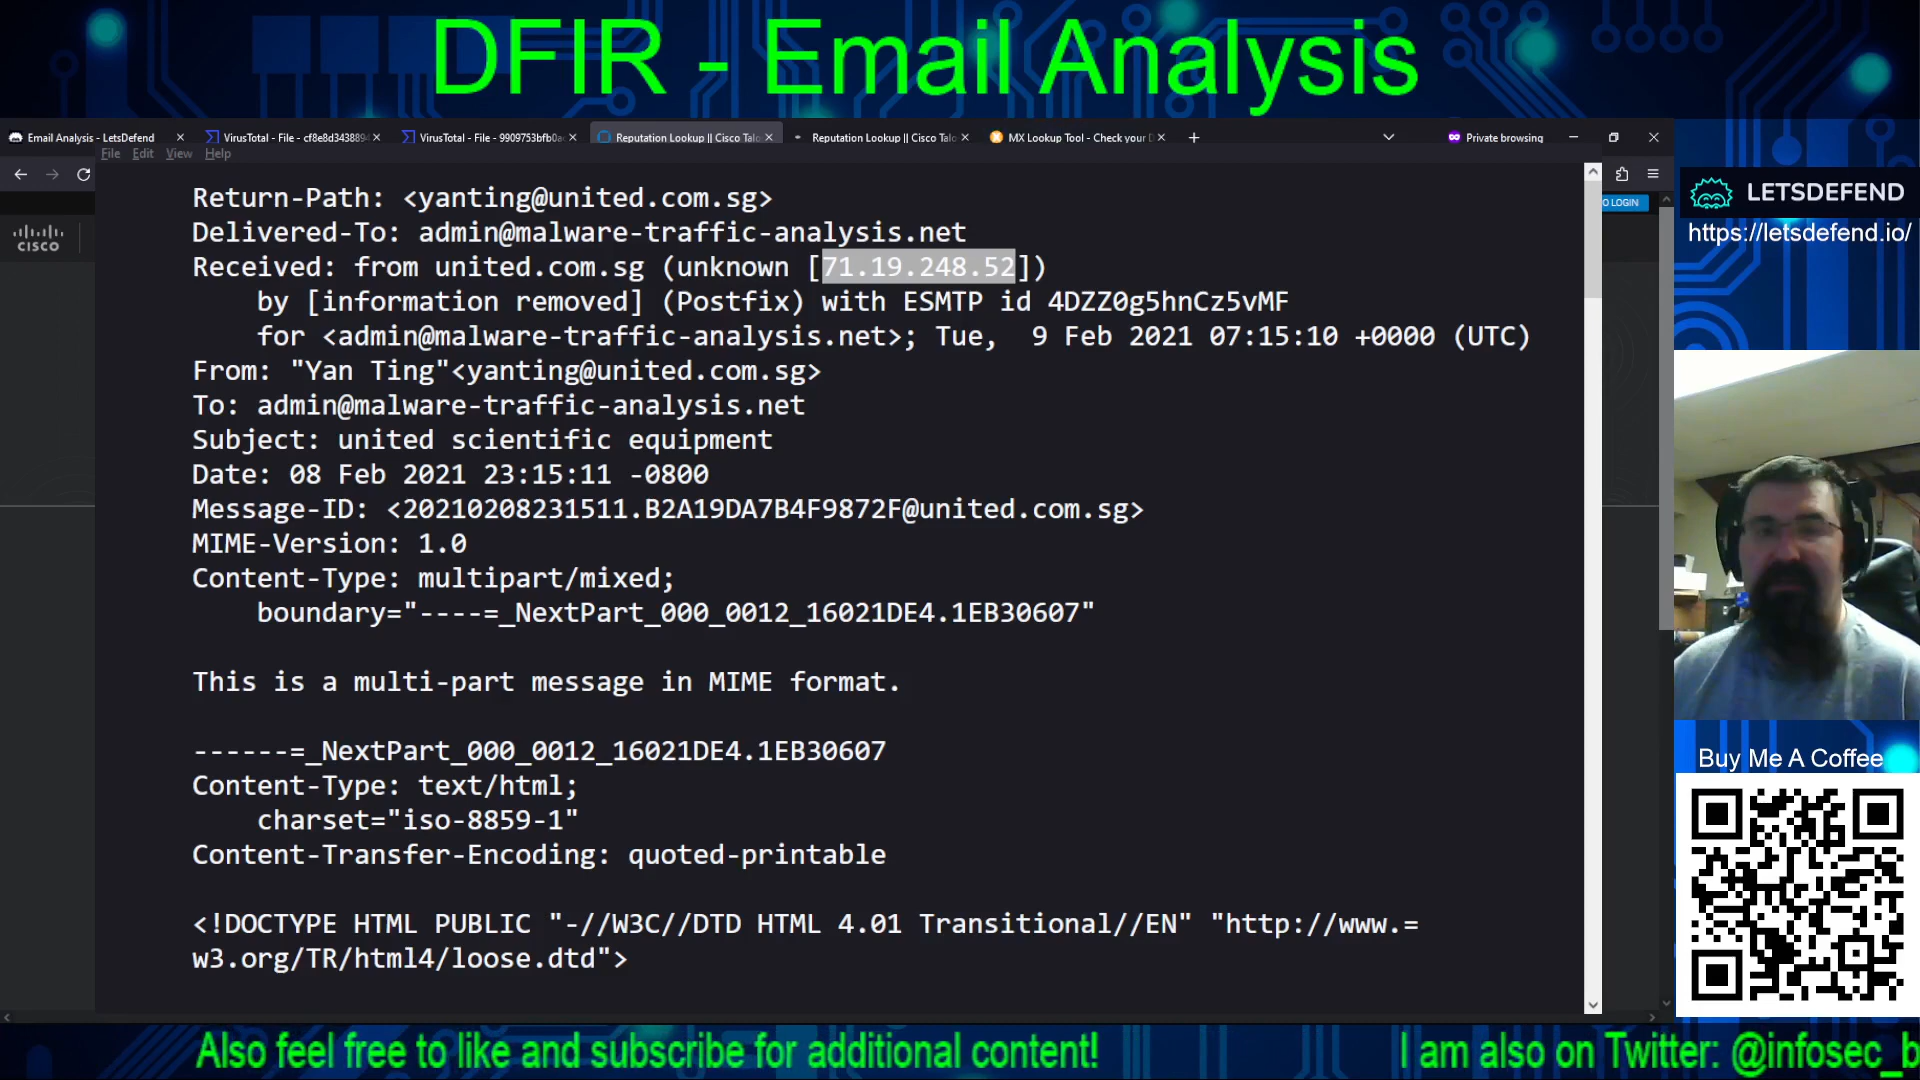 DFIR - Email Analysis
Email Analysis - LetsDefend
VirusTotal - File - cf8e8d3438894
VirusTotal - File - 9909753bfb0a
Reputation Lookup || Cisco Talo
Reputation Lookup || Cisco Talo
MX Lookup Tool - Check your D
Private browsing
File Edit View Help
CISCO
LOGIN
Return-Path: <yanting@united.com.sg>
Delivered-To: admin@malware-traffic-analysis.net
Received: from united.com.sg (unknown [71.19.248.52])
by [information removed] (Postfix) with ESMTP id 4DZZ0g5hnCz5vMF
for <admin@malware-traffic-analysis.net>; Tue,  9 Feb 2021 07:15:10 +0000 (UTC)
From: "Yan Ting"<yanting@united.com.sg>
To: admin@malware-traffic-analysis.net
Subject: united scientific equipment
Date: 08 Feb 2021 23:15:11 -0800
Message-ID: <20210208231511.B2A19DA7B4F9872F@united.com.sg>
MIME-Version: 1.0
Content-Type: multipart/mixed;
boundary="----=_NextPart_000_0012_16021DE4.1EB30607"
This is a multi-part message in MIME format.
------=_NextPart_000_0012_16021DE4.1EB30607
Content-Type: text/html;
charset="iso-8859-1"
Content-Transfer-Encoding: quoted-printable
<!DOCTYPE HTML PUBLIC "-//W3C//DTD HTML 4.01 Transitional//EN" "http://www.=
w3.org/TR/html4/loose.dtd">
LETSDEFEND
https://letsdefend.io/
Buy Me A Coffee
Also feel free to like and subscribe for additional content!
I am also on Twitter: @infosec_b